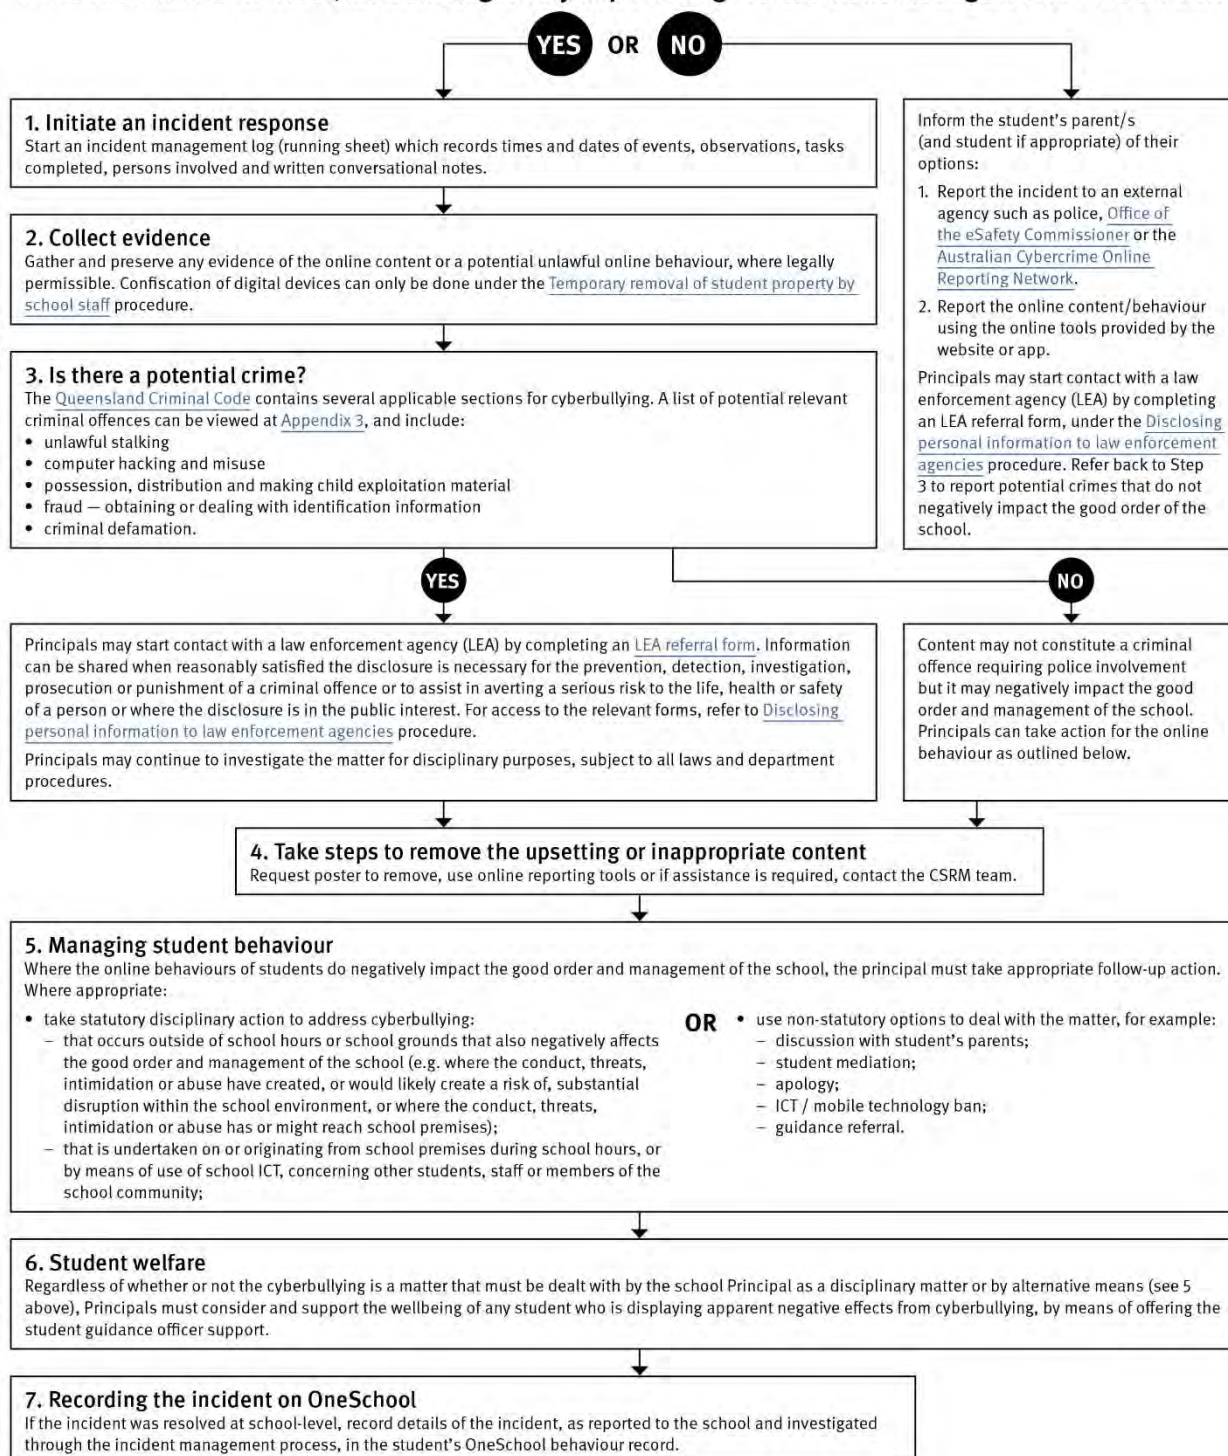 YES OR NO
1. Initiate an incident response
Start an incident management log (running sheet) which records times and dates of events, observations, tasks
completed, persons involved and written conversational notes.
2. Collect evidence
Gather and preserve any evidence of the online content or a potential unlawful online behaviour, where legally
permissible. Confiscation of digital devices can only be done under the Temporary removal of student property by
school staff procedure.
3. Is there a potential crime?
The Queensland Criminal Code contains several applicable sections for cyberbullying. A list of potential relevant
criminal offences can be viewed at Appendix 3, and include:
• unlawful stalking
• computer hacking and misuse
• possession, distribution and making child exploitation material
• fraud — obtaining or dealing with identification information
• criminal defamation.
Inform the student's parent/s
(and student if appropriate) of their
options:
1. Report the incident to an external
agency such as police, Office of
the eSafety Commissioner or the
Australian Cybercrime Online
Reporting Network.
2. Report the online content/behaviour
using the online tools provided by the
website or app.
Principals may start contact with a law
enforcement agency (LEA) by completing
an LEA referral form, under the Disclosing
personal information to law enforcement
agencies procedure. Refer back to Step
3 to report potential crimes that do not
negatively impact the good order of the
school.
YES
NO
Principals may start contact with a law enforcement agency (LEA) by completing an LEA referral form. Information
can be shared when reasonably satisfied the disclosure is necessary for the prevention, detection, investigation,
prosecution or punishment of a criminal offence or to assist in averting a serious risk to the life, health or safety
of a person or where the disclosure is in the public interest. For access to the relevant forms, refer to Disclosing
personal information to law enforcement agencies procedure.
Principals may continue to investigate the matter for disciplinary purposes, subject to all laws and department
procedures.
Content may not constitute a criminal
offence requiring police involvement
but it may negatively impact the good
order and management of the school.
Principals can take action for the online
behaviour as outlined below.
4. Take steps to remove the upsetting or inappropriate content
Request poster to remove, use online reporting tools or if assistance is required, contact the CSRM team.
5. Managing student behaviour
Where the online behaviours of students do negatively impact the good order and management of the school, the principal must take appropriate follow-up action.
Where appropriate:
• take statutory disciplinary action to address cyberbullying:
– that occurs outside of school hours or school grounds that also negatively affects
the good order and management of the school (e.g. where the conduct, threats,
intimidation or abuse have created, or would likely create a risk of, substantial
disruption within the school environment, or where the conduct, threats,
intimidation or abuse has or might reach school premises);
– that is undertaken on or originating from school premises during school hours, or
by means of use of school ICT, concerning other students, staff or members of the
school community;
OR
• use non-statutory options to deal with the matter, for example:
– discussion with student's parents;
– student mediation;
– apology;
– ICT / mobile technology ban;
– guidance referral.
6. Student welfare
Regardless of whether or not the cyberbullying is a matter that must be dealt with by the school Principal as a disciplinary matter or by alternative means (see 5
above), Principals must consider and support the wellbeing of any student who is displaying apparent negative effects from cyberbullying, by means of offering the
student guidance officer support.
7. Recording the incident on OneSchool
If the incident was resolved at school-level, record details of the incident, as reported to the school and investigated
through the incident management process, in the student's OneSchool behaviour record.